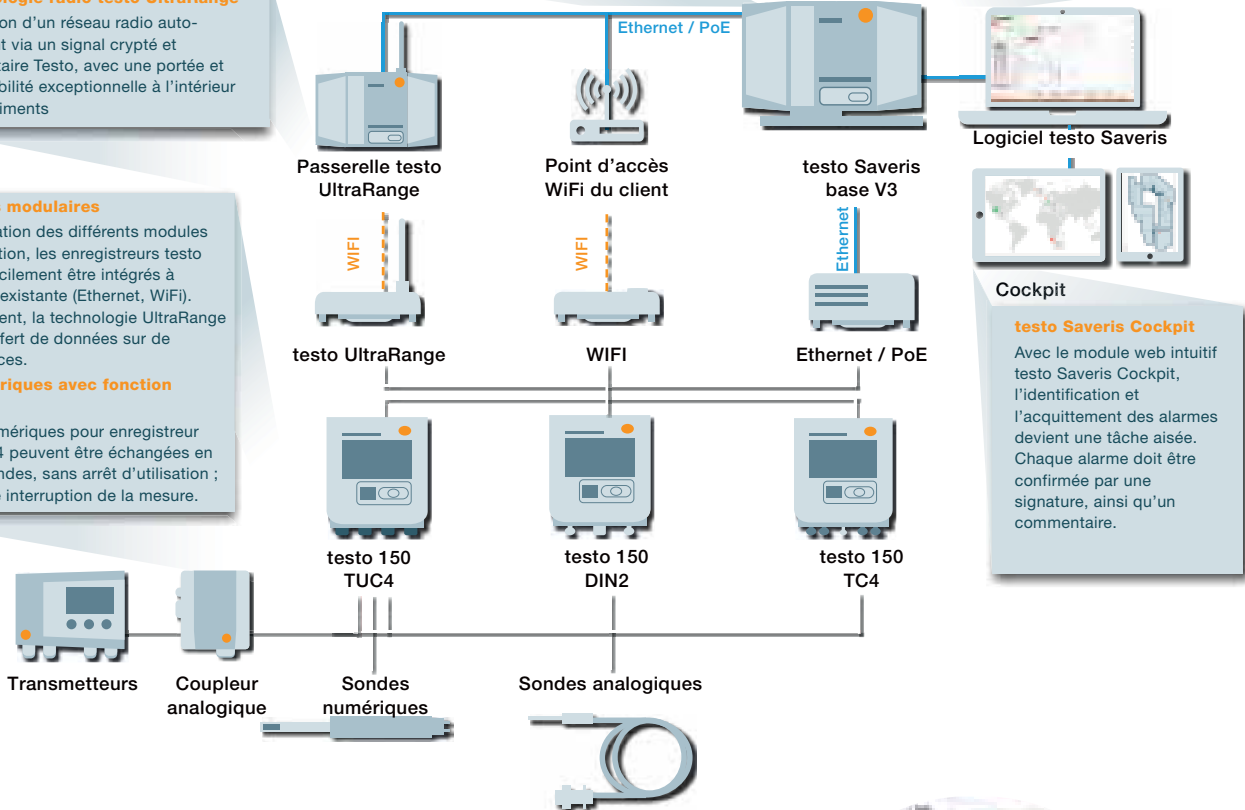 ologie radio testo UltraRange
ion d'un réseau radio auto-
t via un signal crypté et
taire Testo, avec une portée et
bilité exceptionnelle à l'intérieur
timents
s modulaires
ation des différents modules
tion, les enregistreurs testo
cilement être intégrés à
existante (Ethernet, WiFi).
ent, la technologie UltraRange
fert de données sur de
ces.
ériques avec fonction
mériques pour enregistreur
4 peuvent être échangées en
ndes, sans arrêt d'utilisation ;
e interruption de la mesure.
Ethernet / PoE
Passerelle testo
UltraRange
Point d'accès
WiFi du client
testo Saveris
base V3
Logiciel testo Saveris
WIFI
WIFI
Ethernet
testo UltraRange
WIFI
Ethernet / PoE
Cockpit
testo Saveris Cockpit
Avec le module web intuitif
testo Saveris Cockpit,
l'identification et
l'acquittement des alarmes
devient une tâche aisée.
Chaque alarme doit être
confirmée par une
signature, ainsi qu'un
commentaire.
testo 150
TUC4
testo 150
DIN2
testo 150
TC4
Transmetteurs
Coupleur
analogique
Sondes
numériques
Sondes analogiques